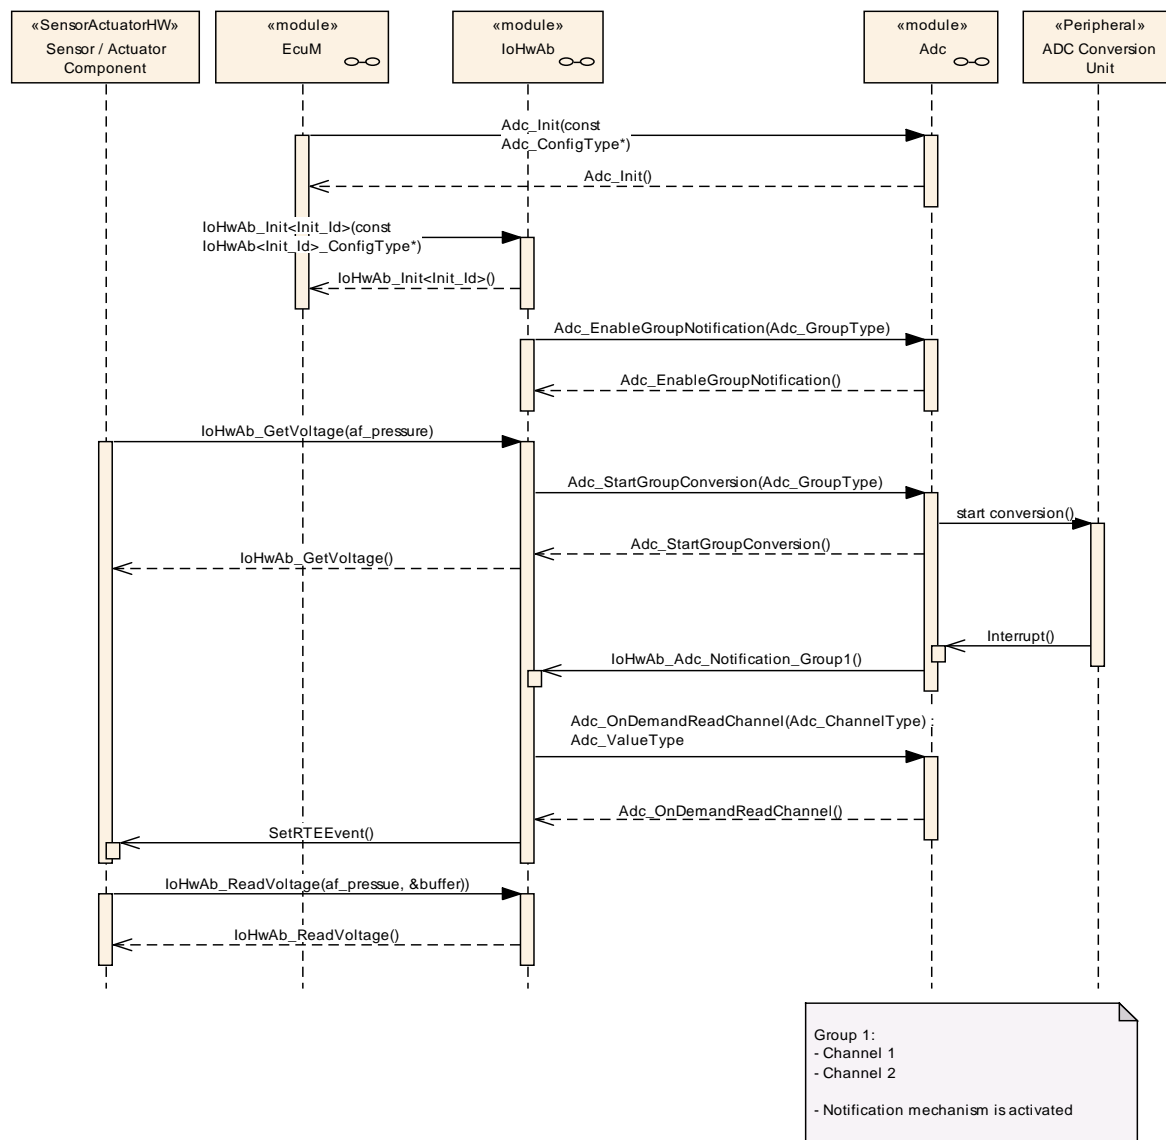 «SensorActuatorHW»
Sensor / Actuator
Component
«module»
EcuM
«module»
IoHwAb
«module»
Adc
«Peripheral»
ADC Conversion
Unit
Adc_Init(const
Adc_ConfigType*)
Adc_Init()
IoHwAb_Init<Init_Id>(const
IoHwAb<Init_Id>_ConfigType*)
IoHwAb_Init<Init_Id>()
Adc_EnableGroupNotification(Adc_GroupType)
Adc_EnableGroupNotification()
IoHwAb_GetVoltage(af_pressure)
Adc_StartGroupConversion(Adc_GroupType)
start conversion()
Adc_StartGroupConversion()
IoHwAb_GetVoltage()
Interrupt()
IoHwAb_Adc_Notification_Group1()
Adc_OnDemandReadChannel(Adc_ChannelType) :
Adc_ValueType
Adc_OnDemandReadChannel()
SetRTEEvent()
IoHwAb_ReadVoltage(af_pressue, &buffer))
IoHwAb_ReadVoltage()
Group 1:
- Channel 1
- Channel 2
- Notification mechanism is activated